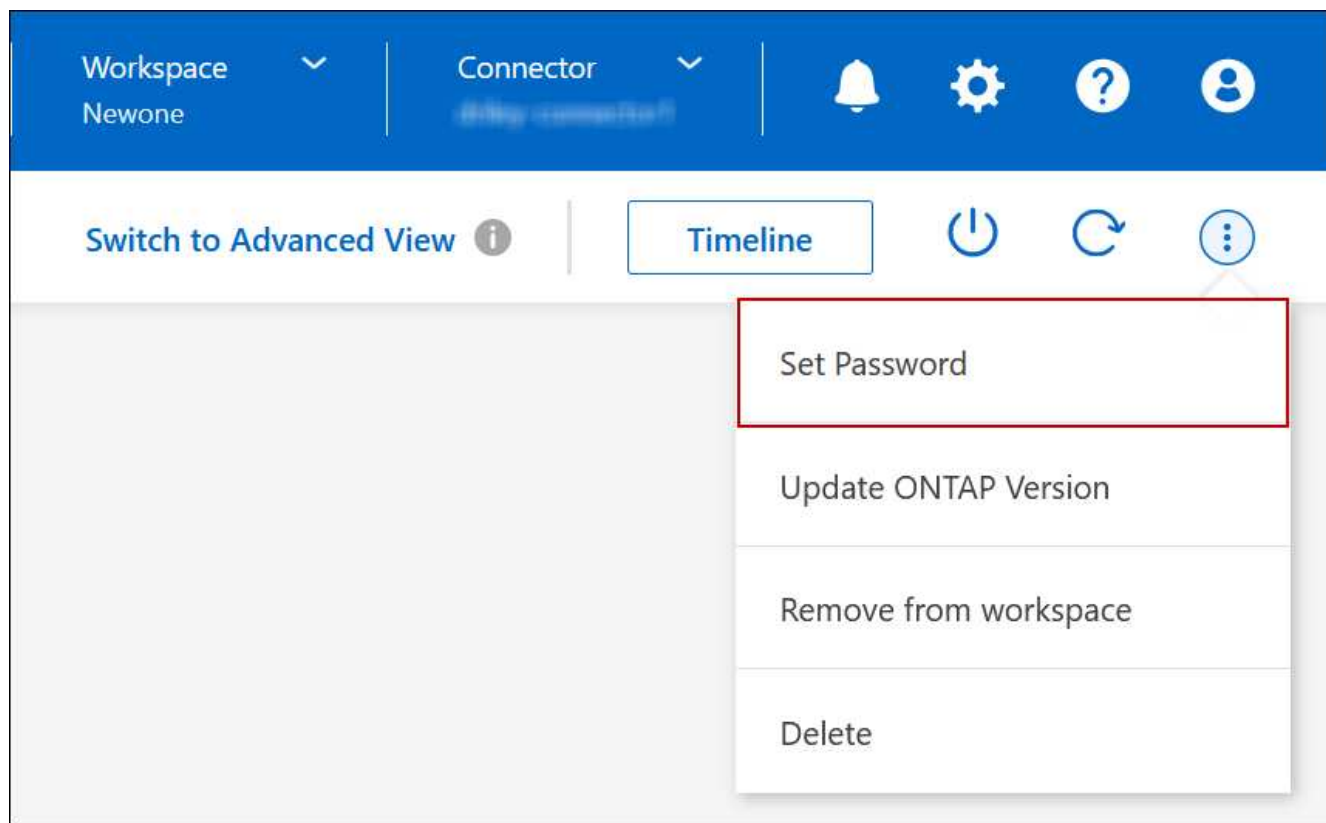 Workspace
Connector
Newone
Switch to Advanced View
Timeline
Set Password
Update ONTAP Version
Remove from workspace
Delete